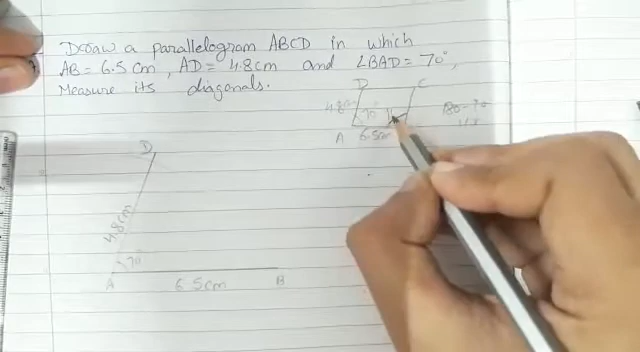 Draw a parallelogram ABCD in which
AB = 6.5 cm, AD = 4.8 cm and ∠BAD = 70°,
Measure its diagonals.
D C
4.8cm 70°
A 6.5cm
180-70
D
4.8cm
70°
A 6.5cm B